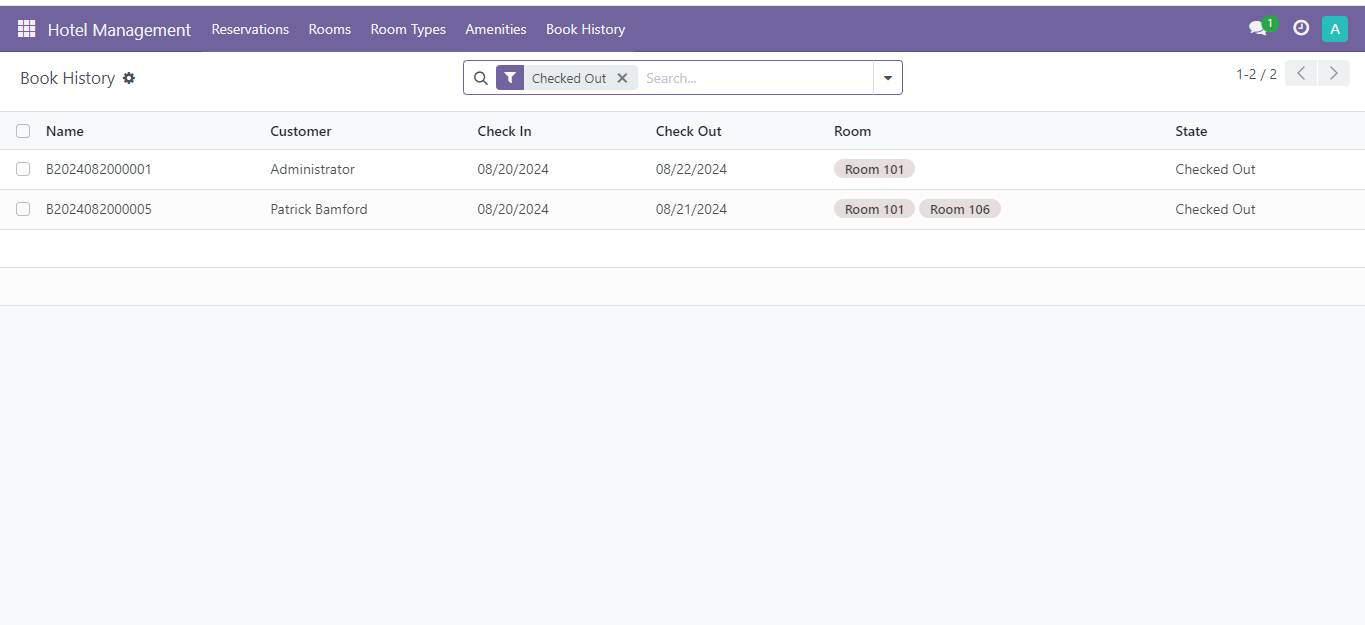 Hotel Management Reservations Rooms Room Types Amenities Book History 1 A
Book History Checked Out Search... 1-2 / 2
Name Customer Check In Check Out Room State
B2024082000001 Administrator 08/20/2024 08/22/2024 Room 101 Checked Out
B2024082000005 Patrick Bamford 08/20/2024 08/21/2024 Room 101 Room 106 Checked Out